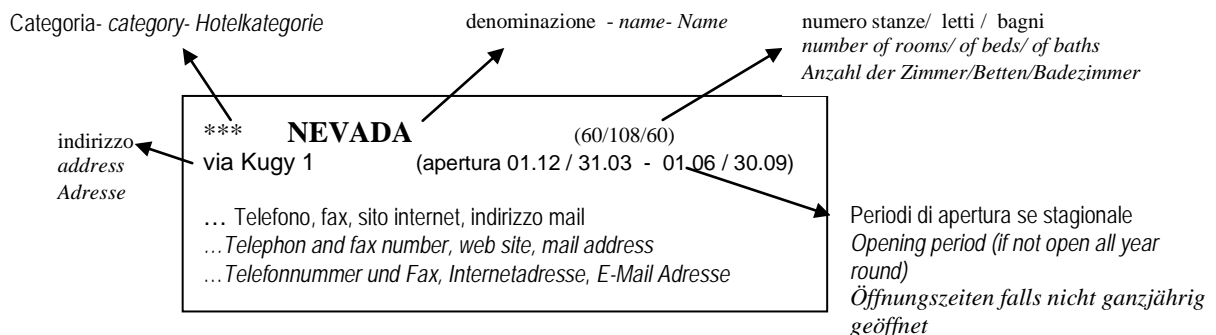 Categoria- category- Hotelkategorie
denominazione - name- Name
numero stanze/ letti / bagni
number of rooms/ of beds/ of baths
Anzahl der Zimmer/Betten/Badezimmer
indirizzo
address
Adresse
*** NEVADA (60/108/60)
via Kugy 1 (apertura 01.12 / 31.03 - 01.06 / 30.09)
… Telefono, fax, sito internet, indirizzo mail
…Telephon and fax number, web site, mail address
…Telefonnummer und Fax, Internetadresse, E-Mail Adresse
Periodi di apertura se stagionale
Opening period (if not open all year
round)
Öffnungszeiten falls nicht ganzjährig
geöffnet